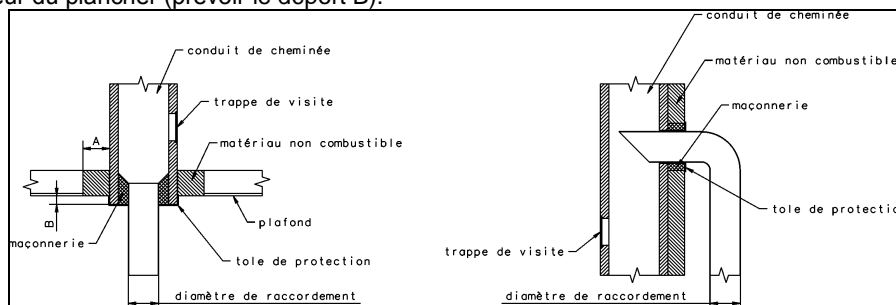 eur du plancher (prévoir le déport B).
conduit de cheminée
trappe de visite
matériau non combustible
A
B
plafond
maçonnerie
tole de protection
diamètre de raccordement
conduit de cheminée
matériau non combustible
maçonnerie
tole de protection
trappe de visite
diamètre de raccordement